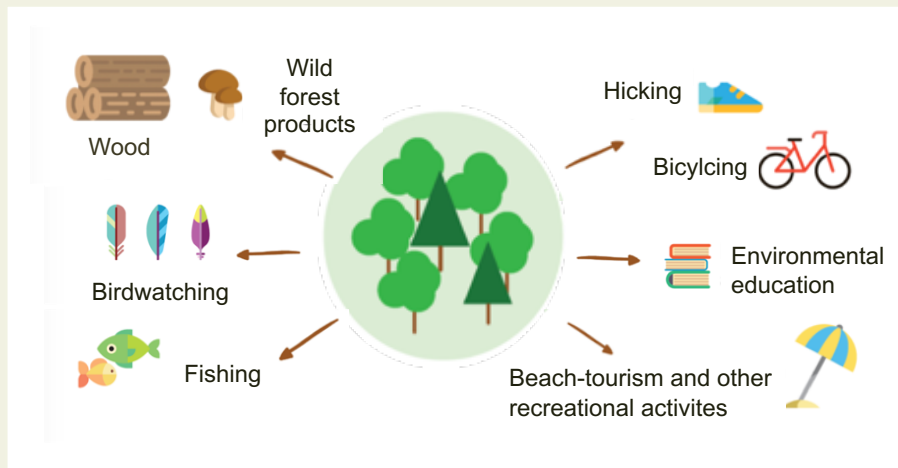 Wild
forest
products
Wood
Birdwatching
Fishing
Hicking
Bicylcing
Environmental
education
Beach-tourism and other
recreational activites